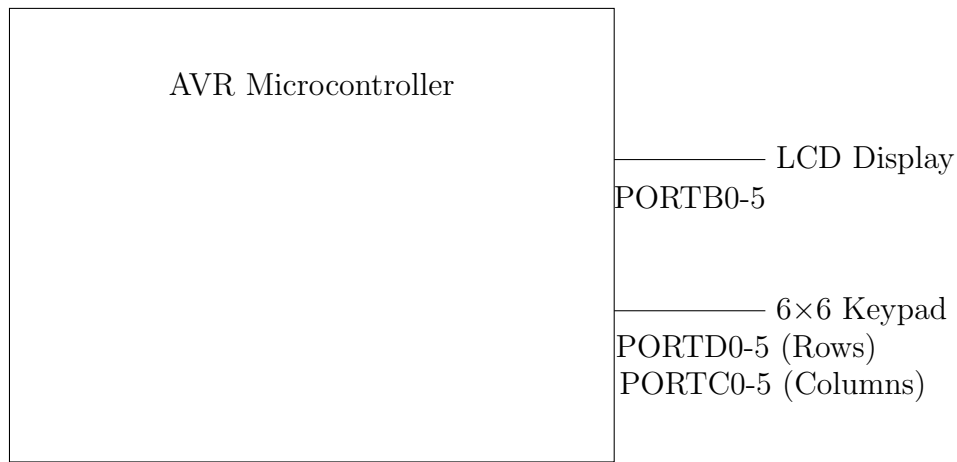 AVR Microcontroller
LCD Display
PORTB0-5
6×6 Keypad
PORTD0-5 (Rows)
PORTC0-5 (Columns)